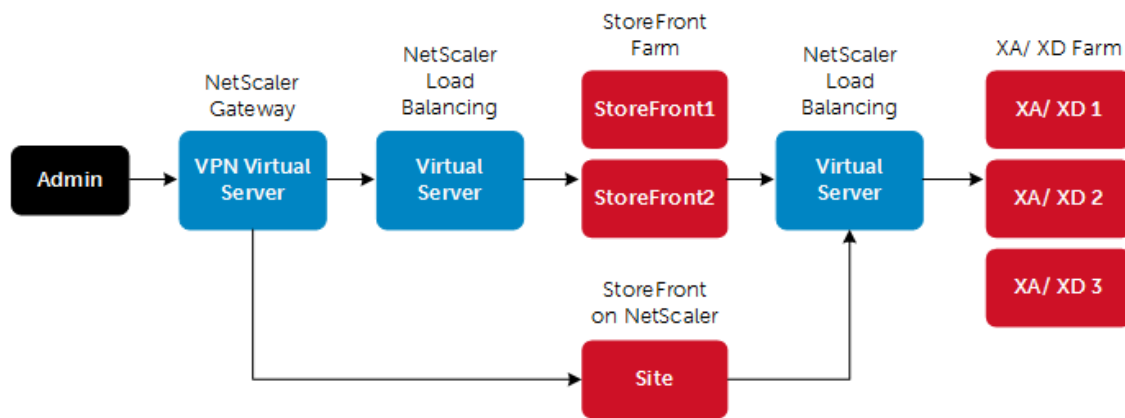 StoreFront
Farm
NetScaler
Load
Balancing
NetScaler
Load
Balancing
XA/ XD Farm
NetScaler
Gateway
StoreFront1
XA/ XD 1
Admin
VPN Virtual
Server
Virtual
Server
StoreFront2
Virtual
Server
XA/ XD 2
XA/ XD 3
StoreFront
on NetScaler
Site